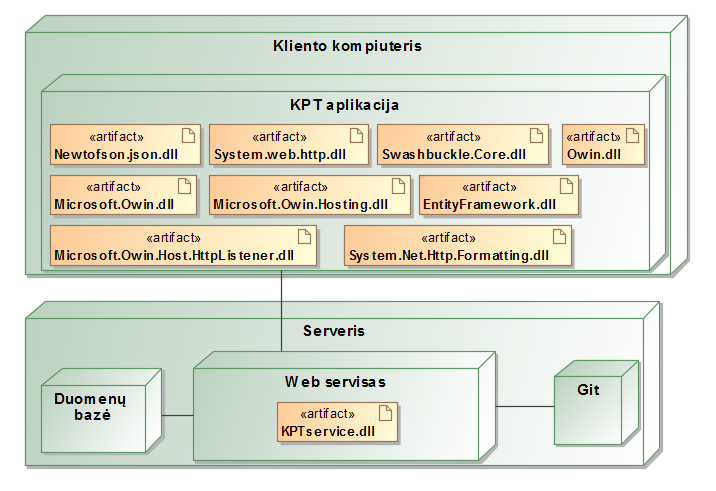 Kliento kompiuteris
KPT aplikacija
«artifact»
Newtofson.json.dll
«artifact»
System.web.http.dll
«artifact»
Swashbuckle.Core.dll
«artifact»
Owin.dll
«artifact»
Microsoft.Owin.dll
«artifact»
Microsoft.Owin.Hosting.dll
«artifact»
EntityFramework.dll
«artifact»
Microsoft.Owin.Host.HttpListener.dll
«artifact»
System.Net.Http.Formatting.dll
Serveris
Duomenų
bazė
Web servisas
«artifact»
KPTservice.dll
Git